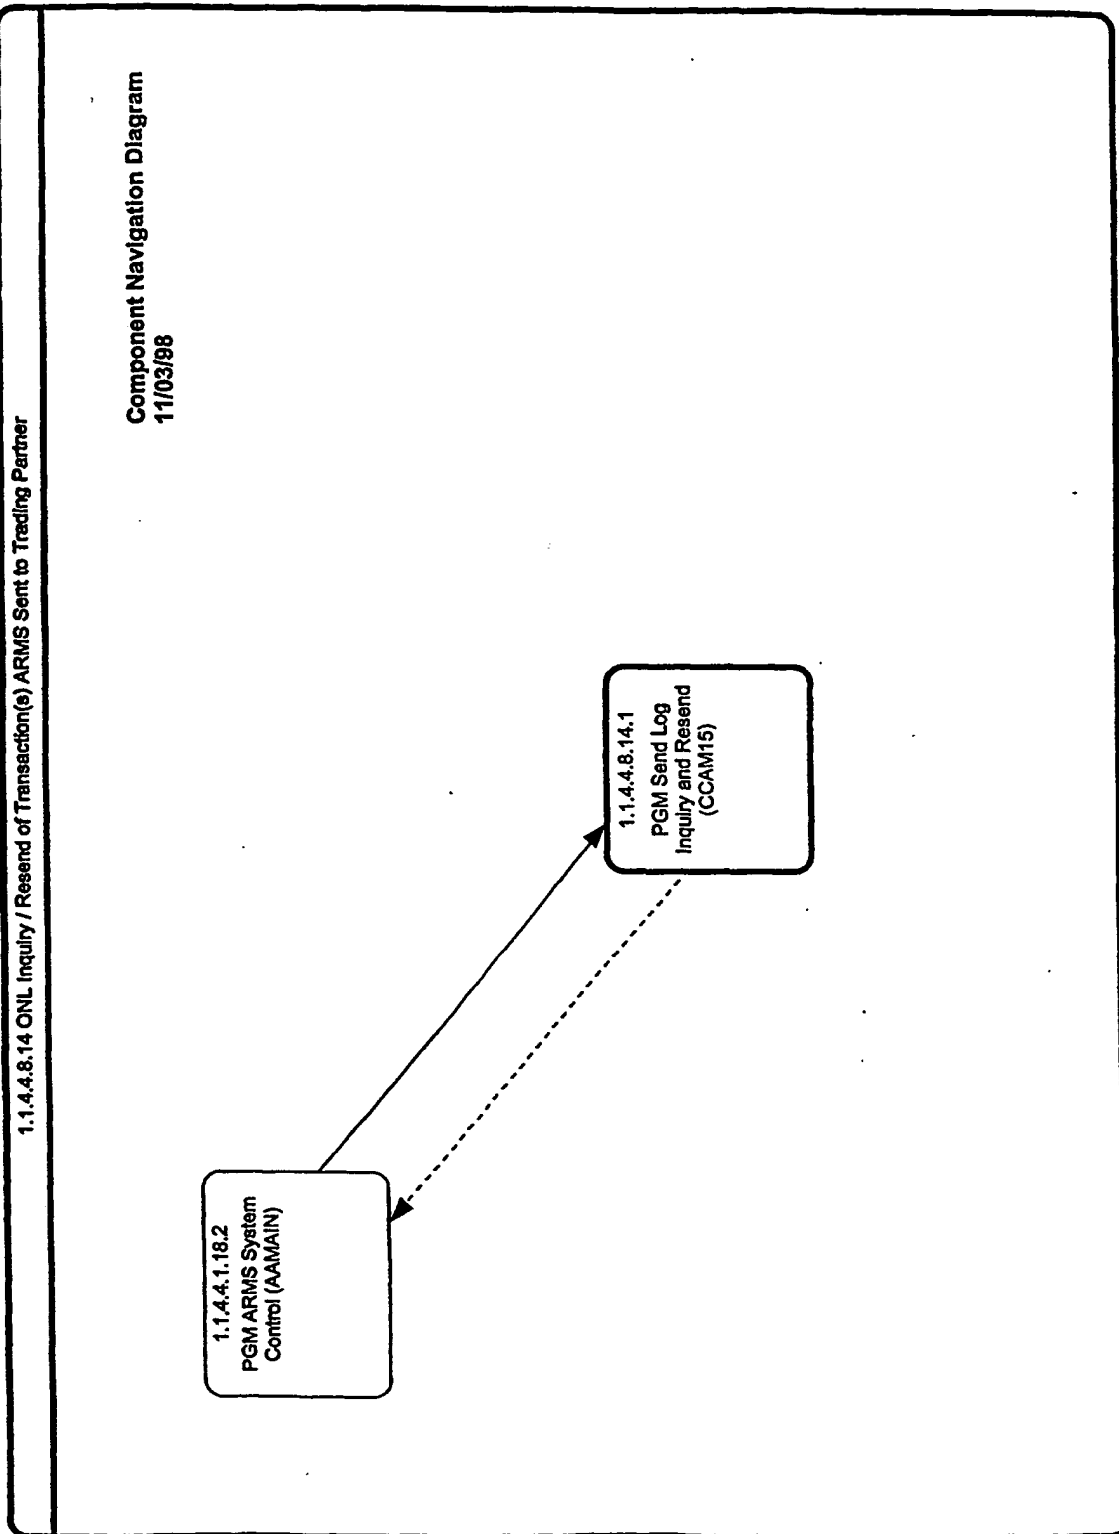 1.1.4.4.8.14 ONL Inquiry / Resend of Transaction(s) ARMS Sent to Trading Partner
Component Navigation Diagram
11/03/98
1.1.4.4.1.18.2
PGM ARMS System
Control (AAMAIN)
1.1.4.4.8.14.1
PGM Send Log
Inquiry and Resend
(CCAM15)